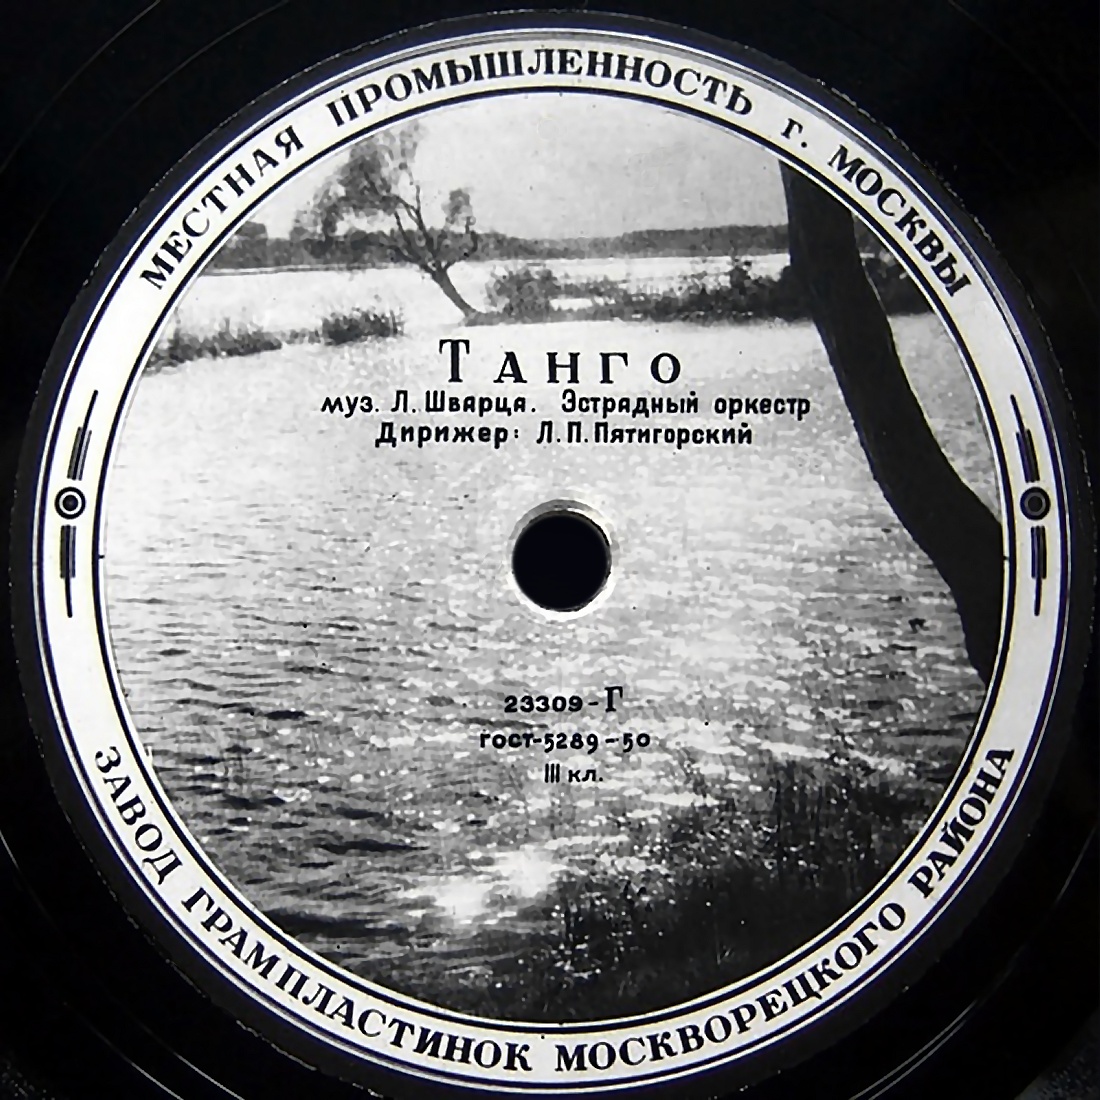 МЕСТНАЯ ПРОМЫШЛЕННОСТЬ г. МОСКВЫ
ТАНГО
муз. Л. Шварца. Эстрадный оркестр
Дирижер: Л. П. Пятигорский
23309-Г
ГОСТ-5289-50
III кл.
ЗАВОД ГРАМПЛАСТИНОК МОСКВОРЕЦКОГО РАЙОНА